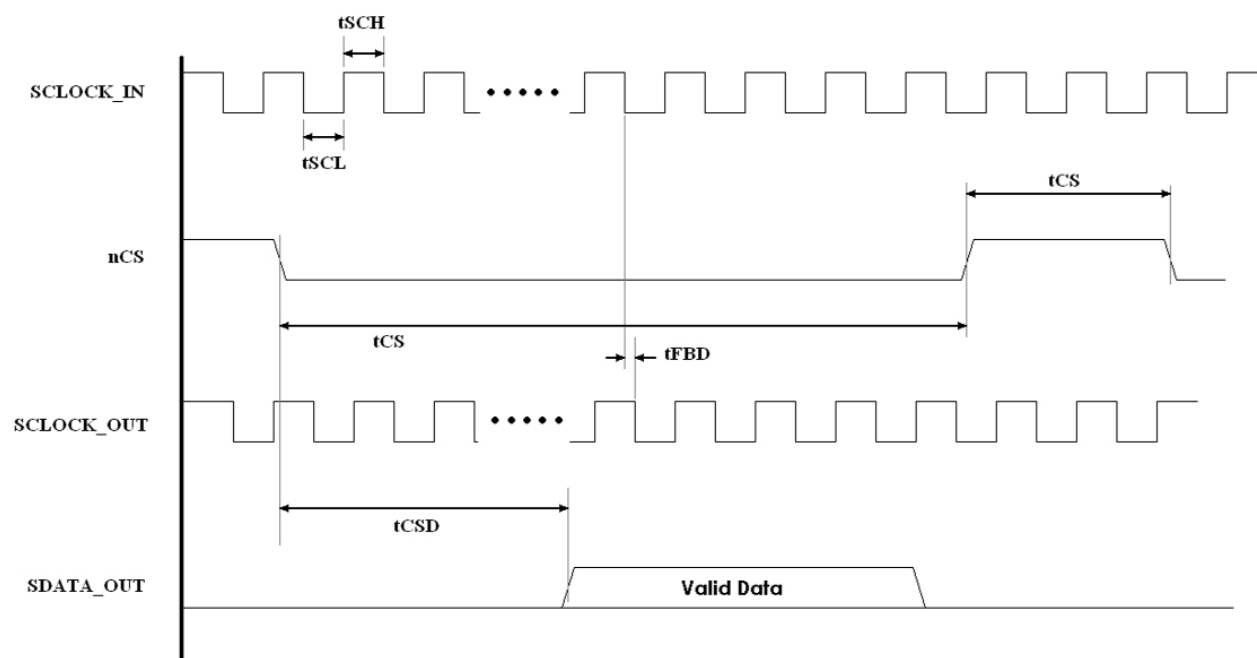 tSCH
SCLOCK_IN
tSCL
tCS
nCS
tCS
tFBD
SCLOCK_OUT
tCSD
SDATA_OUT
Valid Data